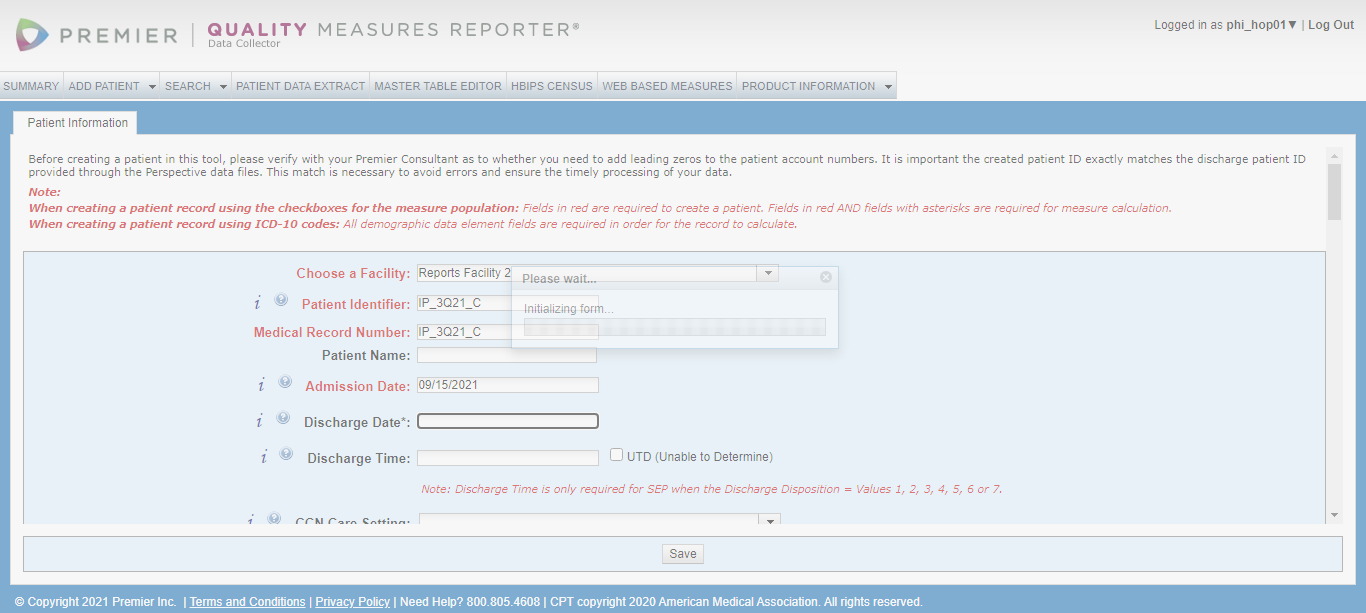 PREMIER
QUALITY MEASURES REPORTER®
Data Collector
Logged in as phi_hop01▼ | Log Out
SUMMARY ADD PATIENT SEARCH PATIENT DATA EXTRACT MASTER TABLE EDITOR HBIPS CENSUS WEB BASED MEASURES PRODUCT INFORMATION
Patient Information
Before creating a patient in this tool, please verify with your Premier Consultant as to whether you need to add leading zeros to the patient account numbers. It is important the created patient ID exactly matches the discharge patient ID
provided through the Perspective data files. This match is necessary to avoid errors and ensure the timely processing of your data.
Note:
When creating a patient record using the checkboxes for the measure population: Fields in red are required to create a patient. Fields in red AND fields with asterisks are required for measure calculation.
When creating a patient record using ICD-10 codes: All demographic data element fields are required in order for the record to calculate.
Choose a Facility: Reports Facility 2
Please wait...
i ? Patient Identifier: IP_3Q21_C
Initializing form...
Medical Record Number: IP_3Q21_C
Patient Name:
i ? Admission Date: 09/15/2021
i ? Discharge Date*:
i ? Discharge Time: UTD (Unable to Determine)
Note: Discharge Time is only required for SEP when the Discharge Disposition = Values 1, 2, 3, 4, 5, 6 or 7.
i ? CCN Care Setting:
Save
© Copyright 2021 Premier Inc. | Terms and Conditions | Privacy Policy | Need Help? 800.805.4608 | CPT copyright 2020 American Medical Association. All rights reserved.